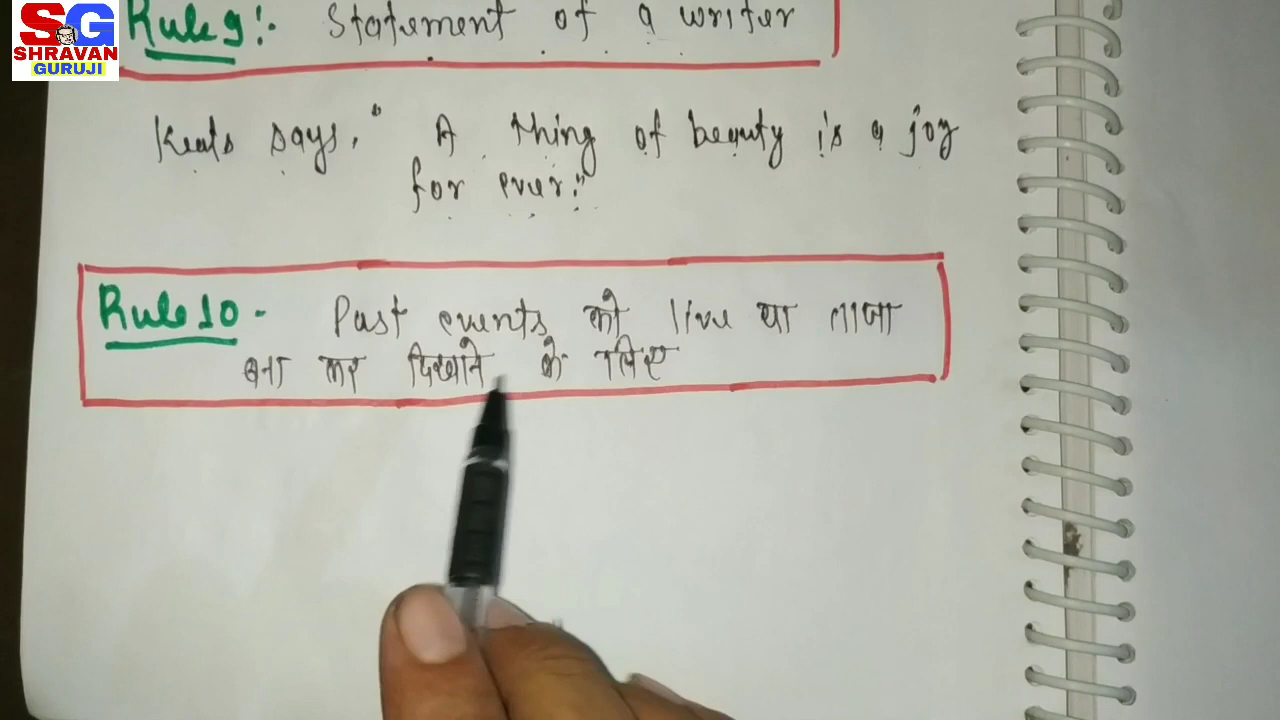 SG
SHRAVAN
GURUJI
Rule 9:- Statement of a writer
Keats says, " A thing of beauty is a joy
for ever."
Rule 10 - Past events को live या ताजा
बना कर दिखाने के लिए